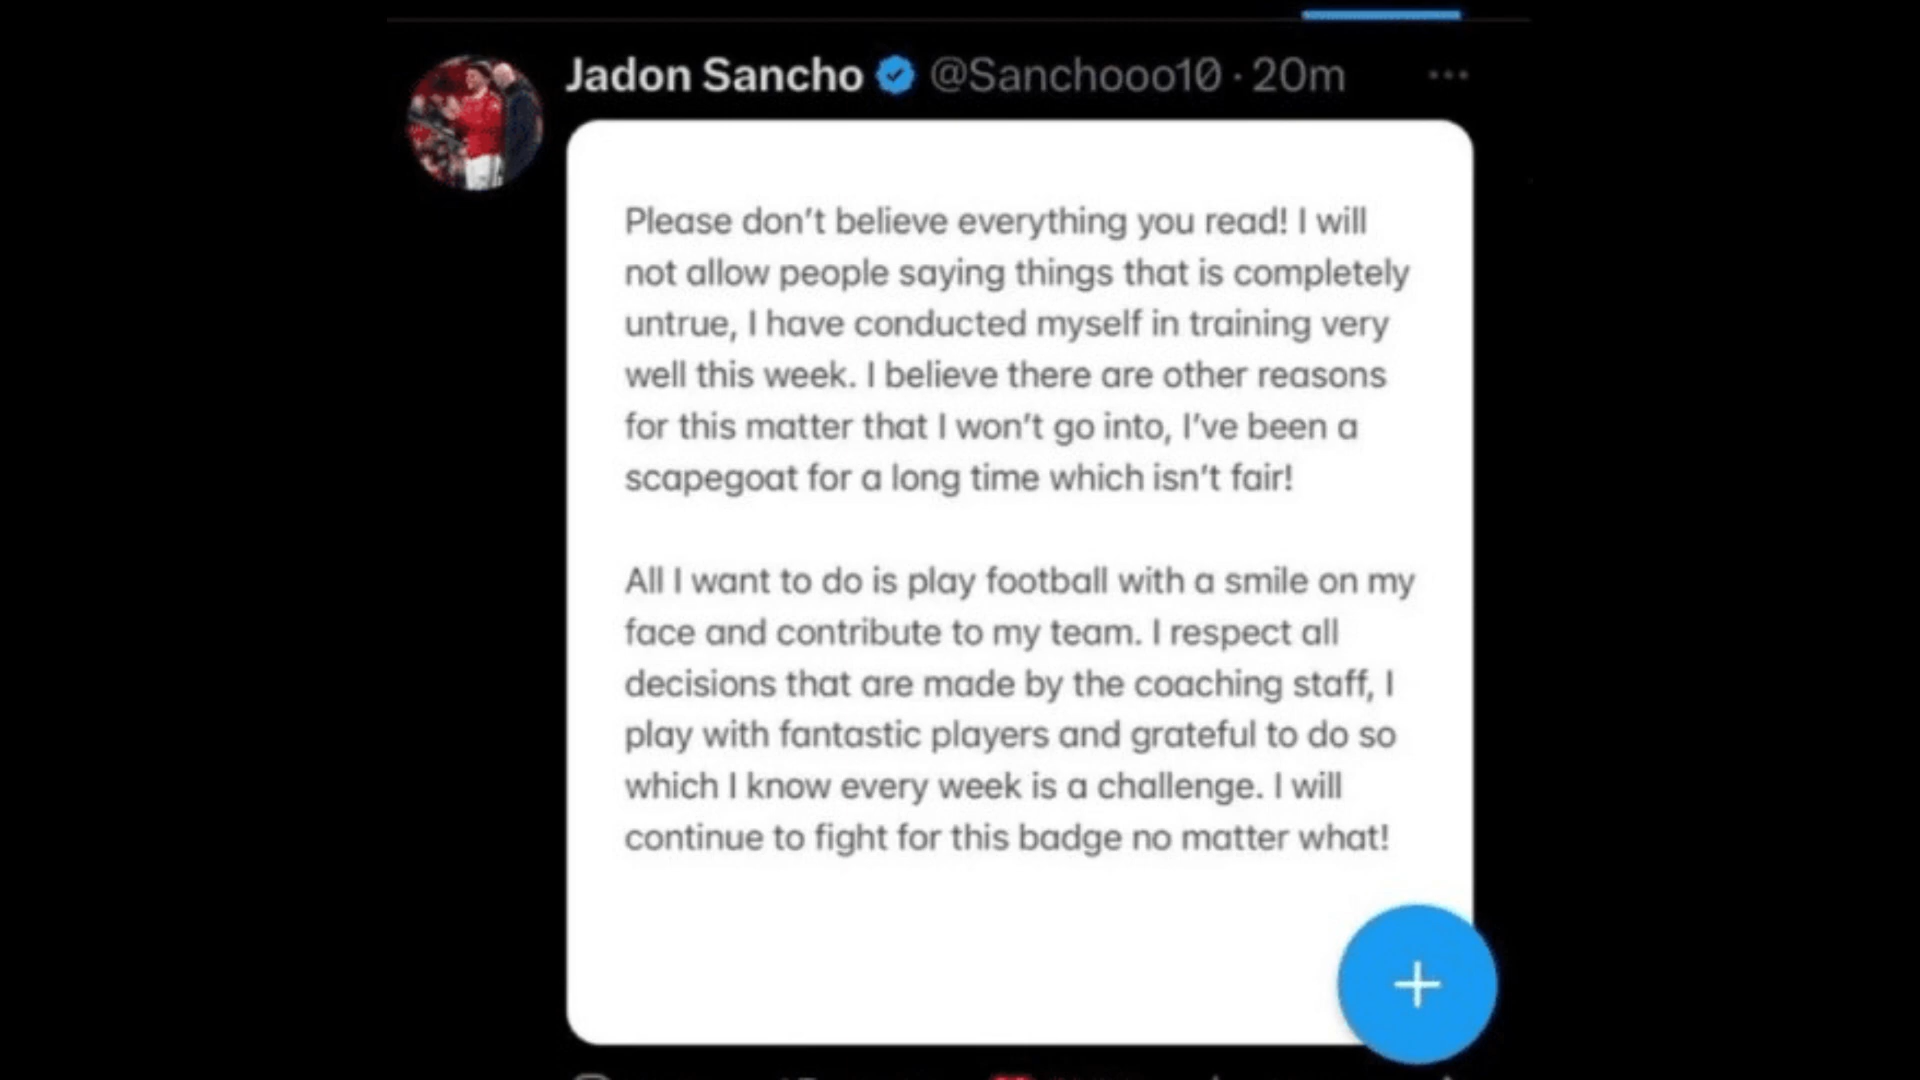 Jadon Sancho @Sanchooo10 · 20m
Please don't believe everything you read! I will
not allow people saying things that is completely
untrue, I have conducted myself in training very
well this week. I believe there are other reasons
for this matter that I won't go into, I've been a
scapegoat for a long time which isn't fair!
All I want to do is play football with a smile on my
face and contribute to my team. I respect all
decisions that are made by the coaching staff, I
play with fantastic players and grateful to do so
which I know every week is a challenge. I will
continue to fight for this badge no matter what!